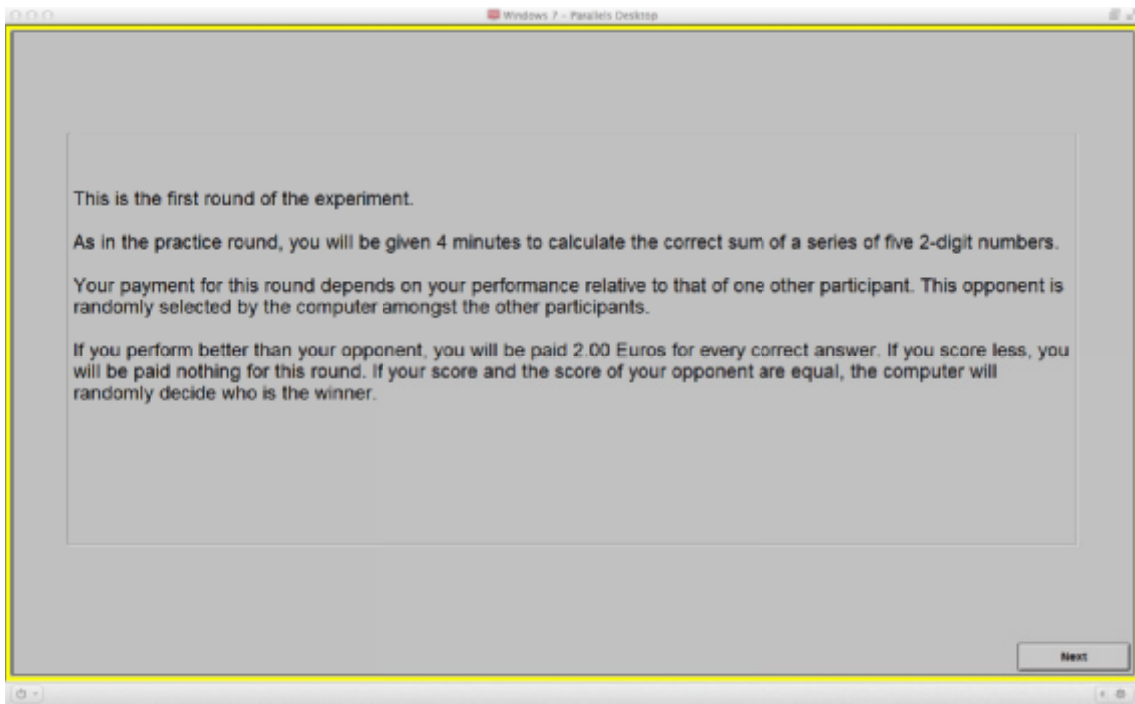 Windows 7 - Parallels Desktop
This is the first round of the experiment.
As in the practice round, you will be given 4 minutes to calculate the correct sum of a series of five 2-digit numbers.
Your payment for this round depends on your performance relative to that of one other participant. This opponent is
randomly selected by the computer amongst the other participants.
If you perform better than your opponent, you will be paid 2.00 Euros for every correct answer. If you score less, you
will be paid nothing for this round. If your score and the score of your opponent are equal, the computer will
randomly decide who is the winner.
Next